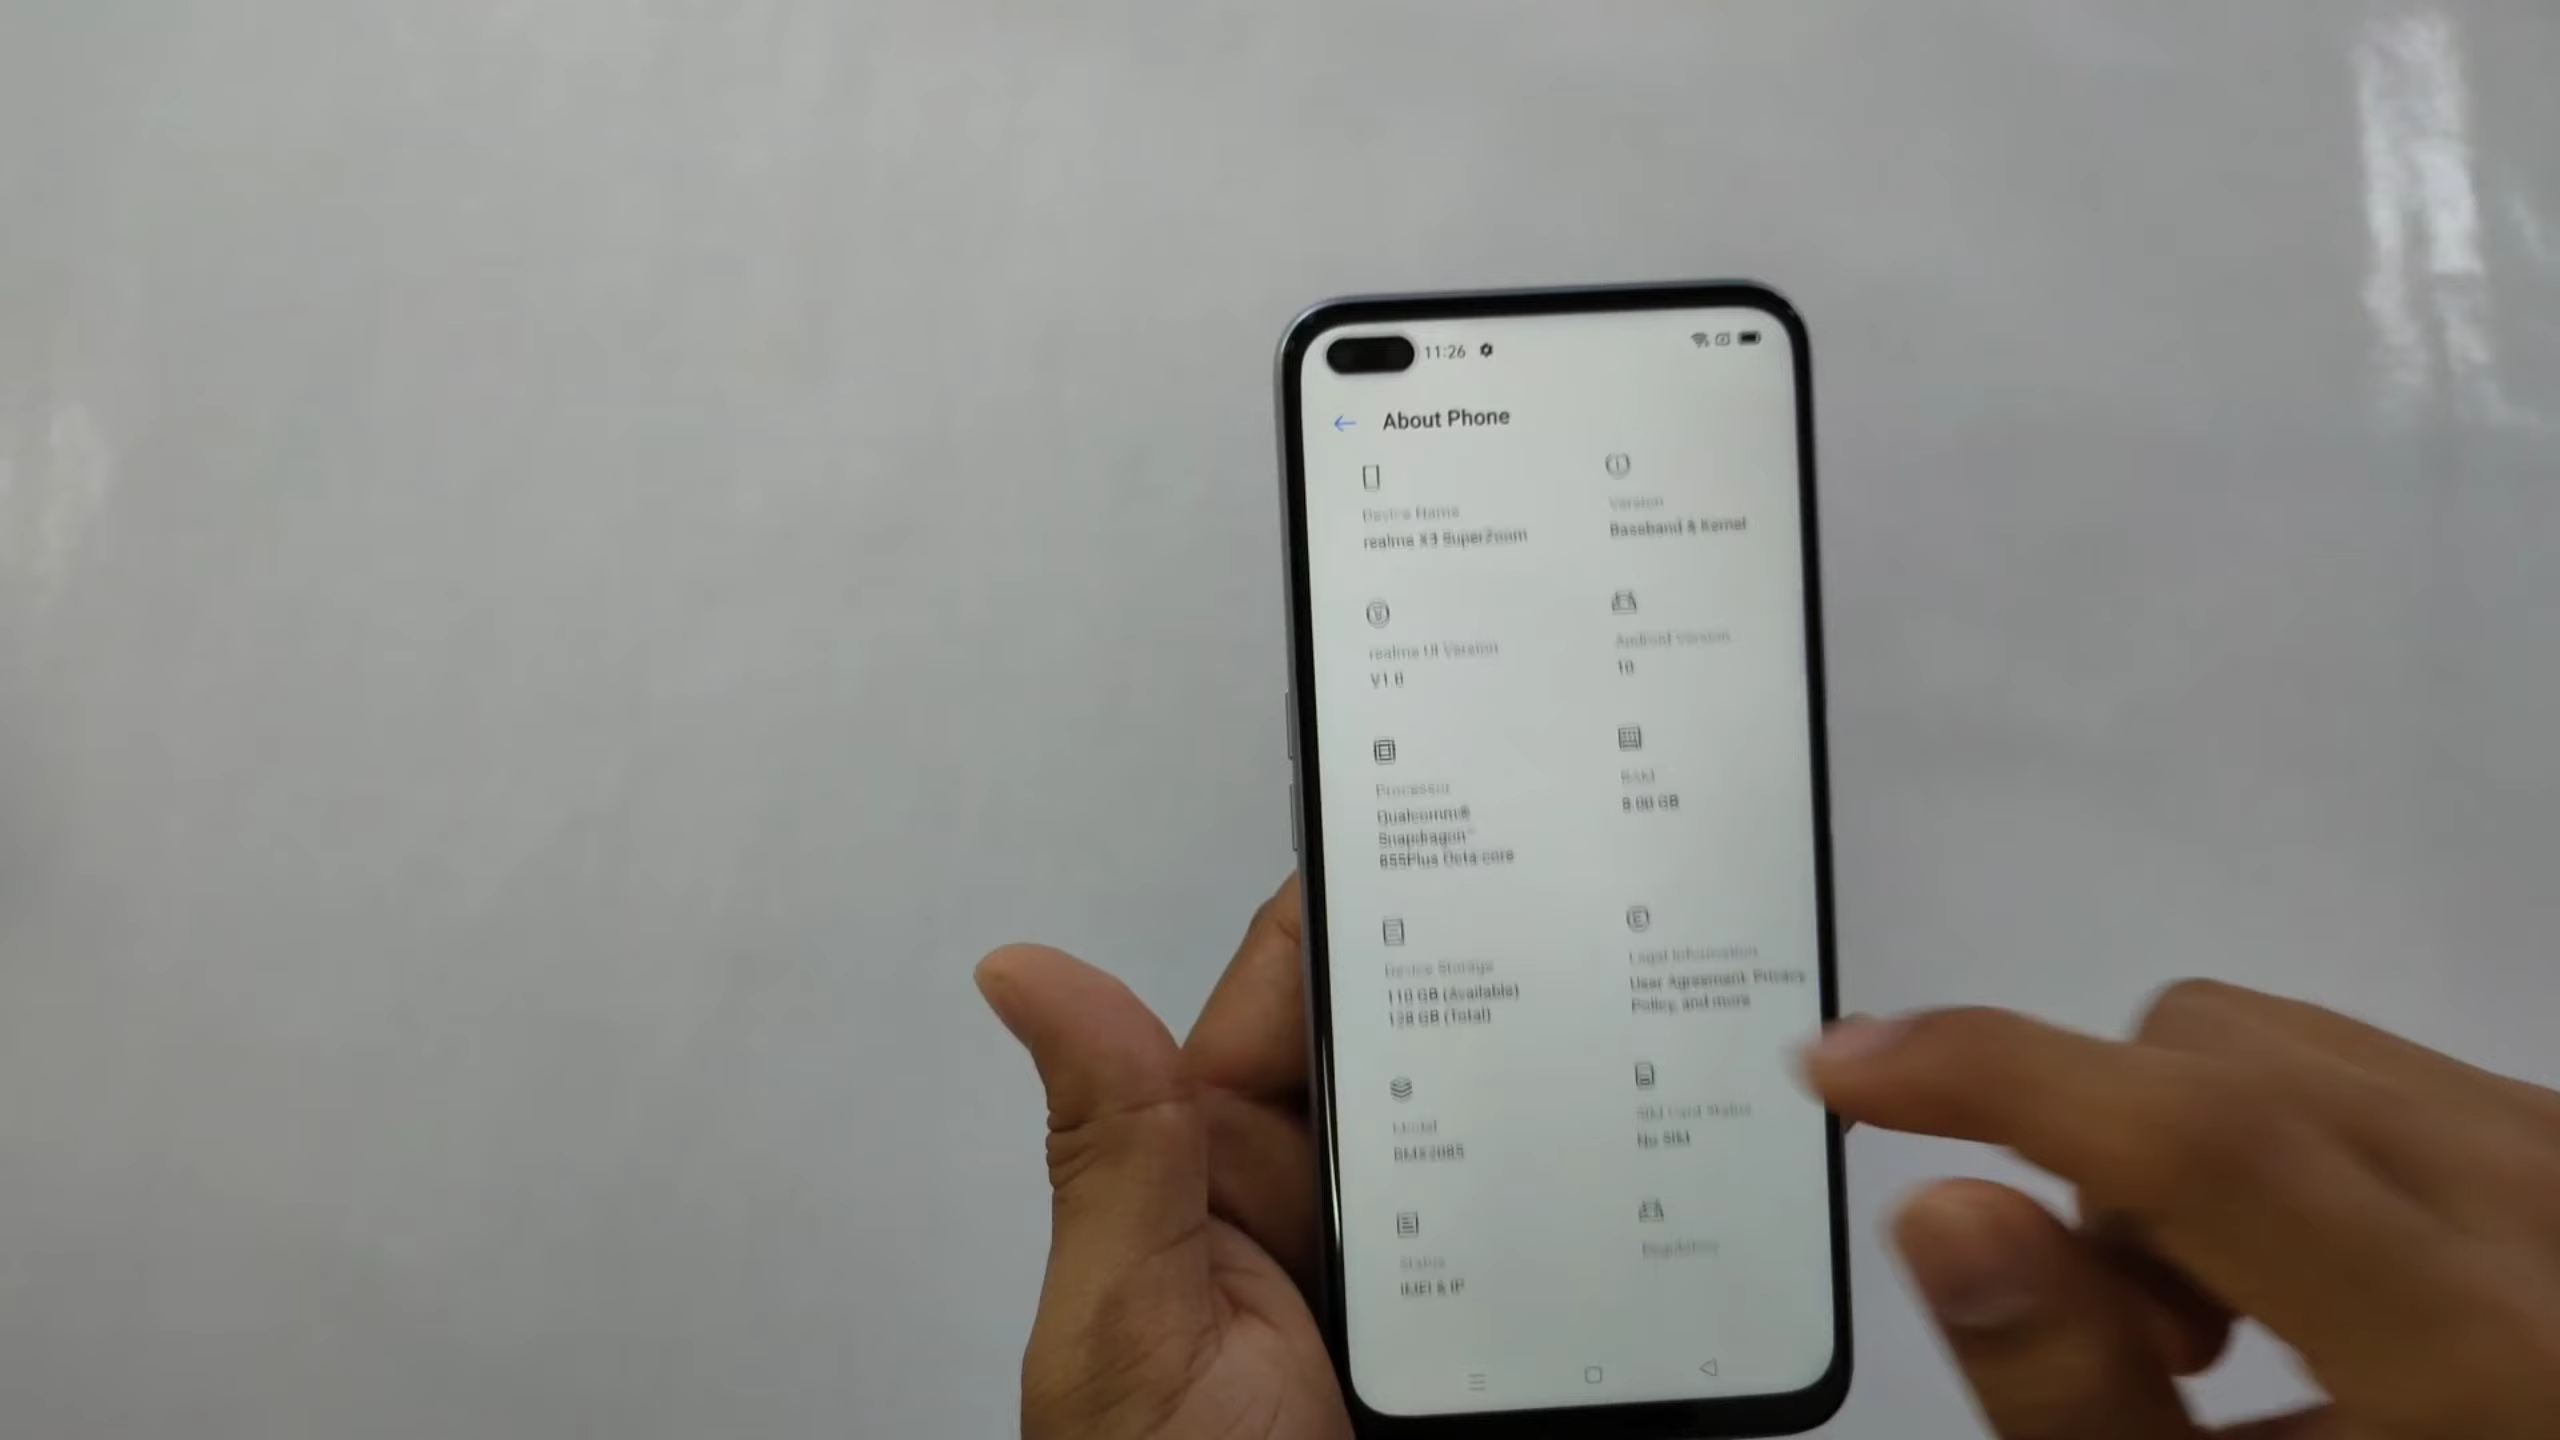 11:26
About Phone
Device Name
realme X3 SuperZoom
Version
Baseband & Kernel
realme UI Version
V1.0
Android Version
10
Processor
Qualcomm®
Snapdragon™
855Plus Octa-core
RAM
8.00 GB
Device Storage
110 GB (Available)
128 GB (Total)
Legal Information
User Agreement, Privacy
Policy, and more
Model
RMX2085
SIM Card Status
No SIM
Status
IMEI & IP
Regulatory